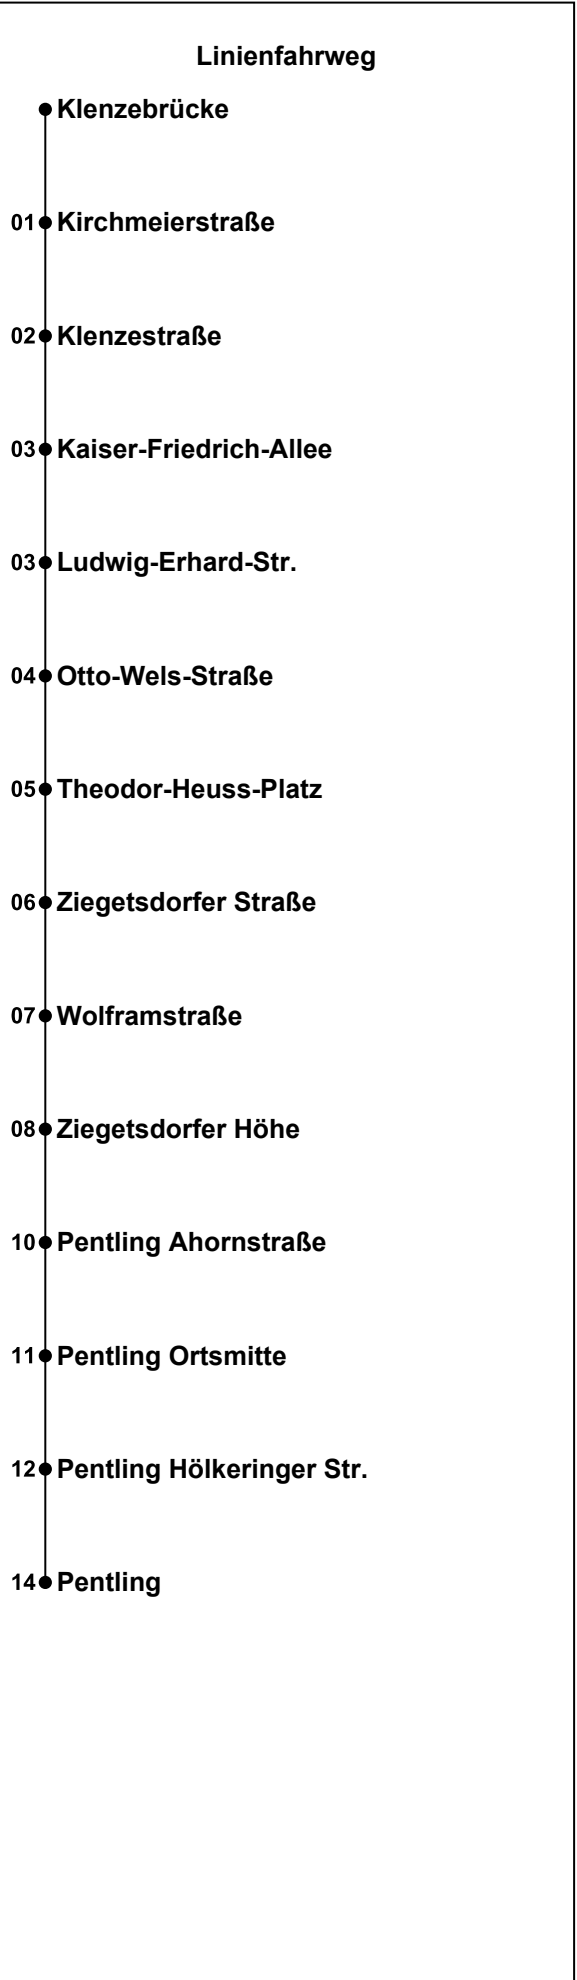 Linienfahrweg
Klenzebrücke
01 Kirchmeierstraße
02 Klenzestraße
03 Kaiser-Friedrich-Allee
03 Ludwig-Erhard-Str.
04 Otto-Wels-Straße
05 Theodor-Heuss-Platz
06 Ziegetsdorfer Straße
07 Wolframstraße
08 Ziegetsdorfer Höhe
10 Pentling Ahornstraße
11 Pentling Ortsmitte
12 Pentling Hölkeringer Str.
14 Pentling